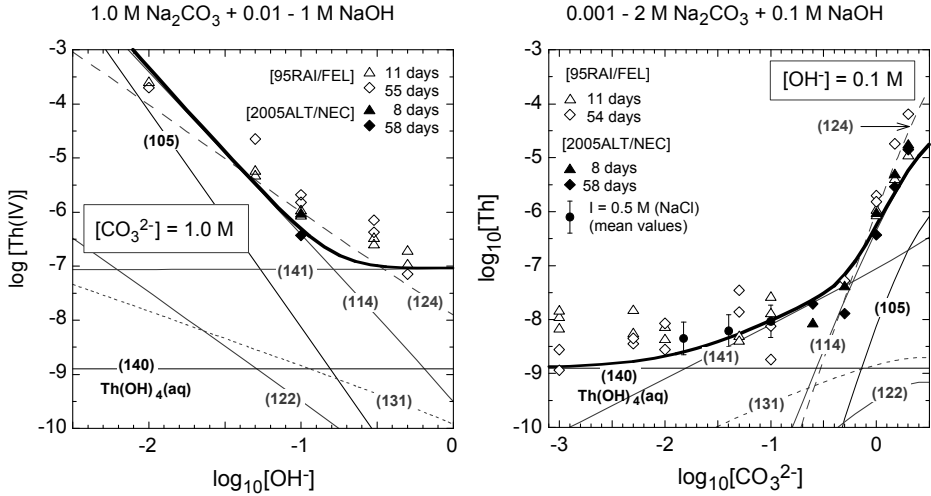 1.0 M Na₂CO₃ + 0.01 - 1 M NaOH
-3
-4
-5
-6
-7
-8
-9
-10
log [Th(IV)]
[95RAI/FEL] △ 11 days
◇ 55 days
[2005ALT/NEC] ▲ 8 days
◆ 58 days
(105)
[CO₃²⁻] = 1.0 M
(141)
(114)
(124)
(140)
Th(OH)₄(aq)
(122)
(131)
-2
-1
0
log₁₀[OH⁻]
0.001 - 2 M Na₂CO₃ + 0.1 M NaOH
-3
-4
-5
-6
-7
-8
-9
-10
log₁₀[Th]
[95RAI/FEL]
△ 11 days
◇ 54 days
[2005ALT/NEC]
▲ 8 days
◆ 58 days
I = 0.5 M (NaCl)
(mean values)
[OH⁻] = 0.1 M
(124)
(105)
(114)
(141)
(140)
Th(OH)₄(aq)
(131)
(122)
-3
-2
-1
0
log₁₀[CO₃²⁻]